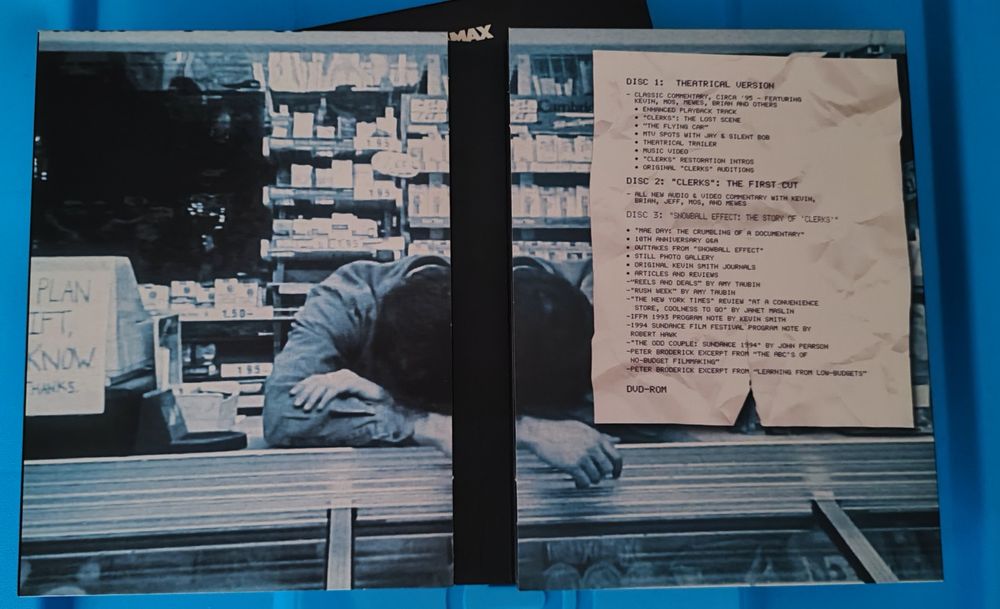 MAX
PLAN
IFT,
KNOW
THANKS.
195
1.50-
195
DISC 1: THEATRICAL VERSION
- CLASSIC COMMENTARY, CIRCA '95 - FEATURING
KEVIN, MOS, MEWES, BRIAN AND OTHERS
• ENHANCED PLAYBACK TRACK
• "CLERKS": THE LOST SCENE
• "THE FLYING CAR"
• MTV SPOTS WITH JAY & SILENT BOB
• THEATRICAL TRAILER
• MUSIC VIDEO
• "CLERKS" RESTORATION INTROS
• ORIGINAL "CLERKS" AUDITIONS
DISC 2: "CLERKS": THE FIRST CUT
- ALL NEW AUDIO & VIDEO COMMENTARY WITH KEVIN,
BRIAN, JEFF, MOS, AND MEWES
DISC 3: "SNOWBALL EFFECT: THE STORY OF 'CLERKS'"
• "MAE DAY: THE CRUMBLING OF A DOCUMENTARY"
• 10TH ANNIVERSARY Q&A
• OUTTAKES FROM "SNOWBALL EFFECT"
• STILL PHOTO GALLERY
• ORIGINAL KEVIN SMITH JOURNALS
• ARTICLES AND REVIEWS
-"REELS AND DEALS" BY AMY TAUBIN
-"RUSH WEEK" BY AMY TAUBIN
-"THE NEW YORK TIMES" REVIEW "AT A CONVENIENCE
STORE, COOLNESS TO GO" BY JANET MASLIN
-IFFM 1993 PROGRAM NOTE BY KEVIN SMITH
-1994 SUNDANCE FILM FESTIVAL PROGRAM NOTE BY
ROBERT HAWK
-"THE ODD COUPLE: SUNDANCE 1994" BY JOHN PEARSON
-PETER BRODERICK EXCERPT FROM "THE ABC'S OF
NO-BUDGET FILMMAKING"
-PETER BRODERICK EXCERPT FROM "LEARNING FROM LOW-BUDGETS"
DVD-ROM